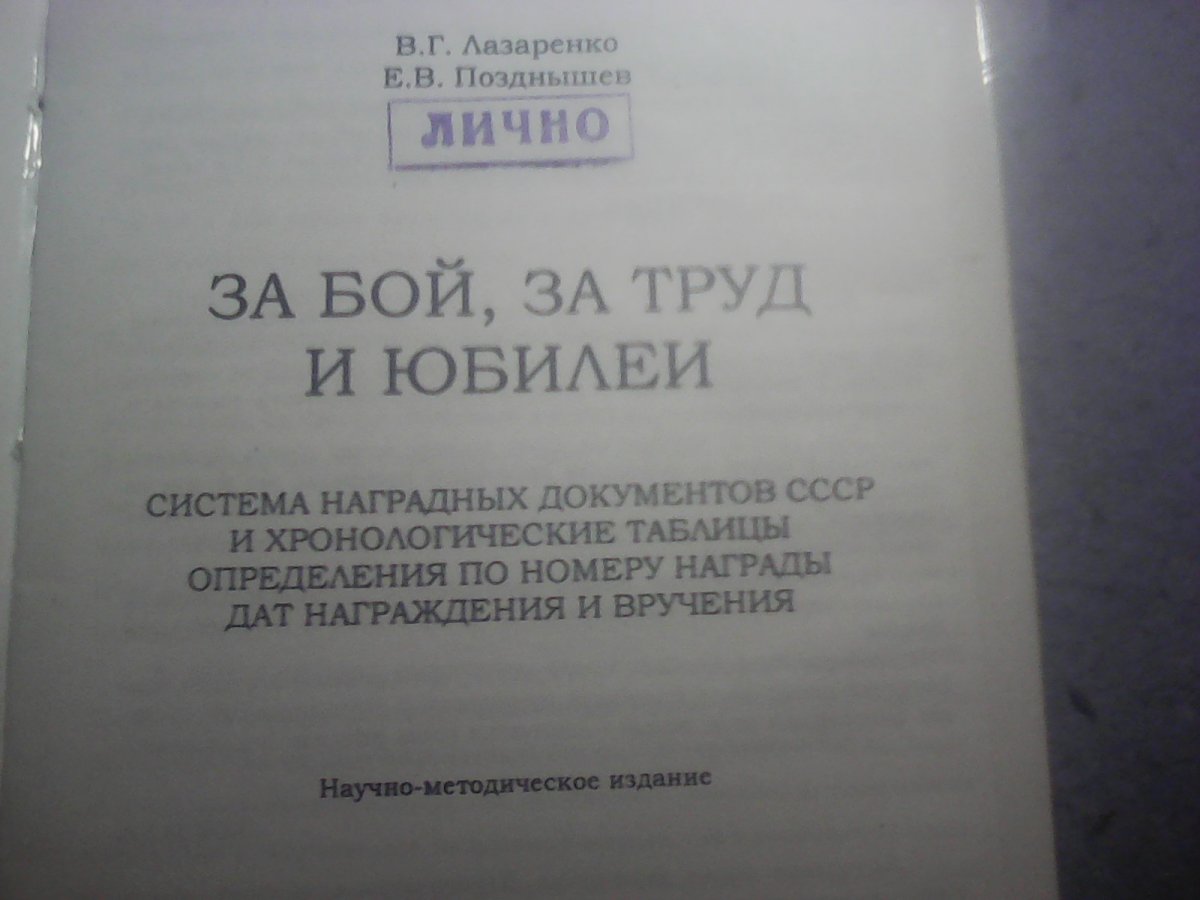 В.Г. Лазаренко
Е.В. Позднышев
ЛИЧНО
ЗА БОЙ, ЗА ТРУД
И ЮБИЛЕИ
СИСТЕМА НАГРАДНЫХ ДОКУМЕНТОВ СССР
И ХРОНОЛОГИЧЕСКИЕ ТАБЛИЦЫ
ОПРЕДЕЛЕНИЯ ПО НОМЕРУ НАГРАДЫ
ДАТ НАГРАЖДЕНИЯ И ВРУЧЕНИЯ
Научно-методическое издание